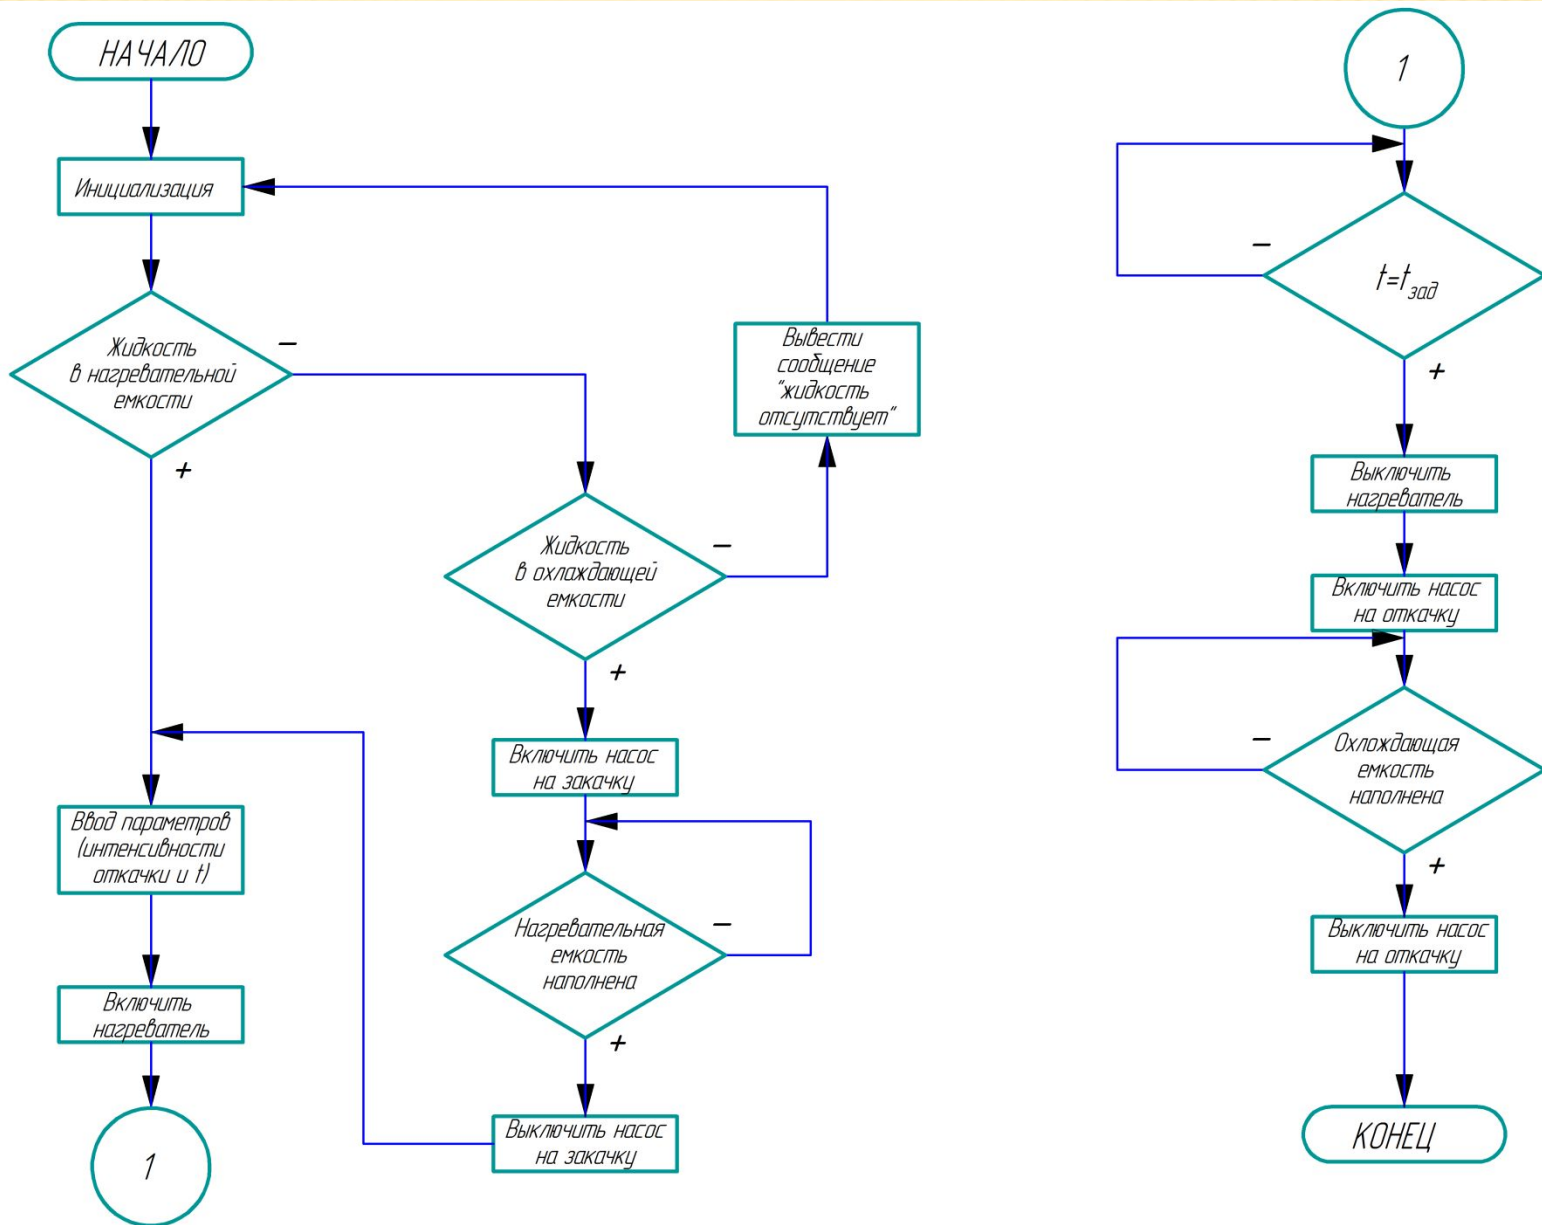 НАЧАЛО
Инициализация
Жидкость
в нагревательной
емкости
–
+
Жидкость
в охлаждающей
емкости
–
+
Вывести
сообщение
"жидкость
отсутствует"
Включить насос
на закачку
Нагревательная
емкость
наполнена
–
+
Выключить насос
на закачку
Ввод параметров
(интенсивности
откачки и t)
Включить
нагреватель
1
1
t=tзад
–
+
Выключить
нагреватель
Включить насос
на откачку
Охлождающая
емкость
наполнена
–
+
Выключить насос
на откачку
КОНЕЦ